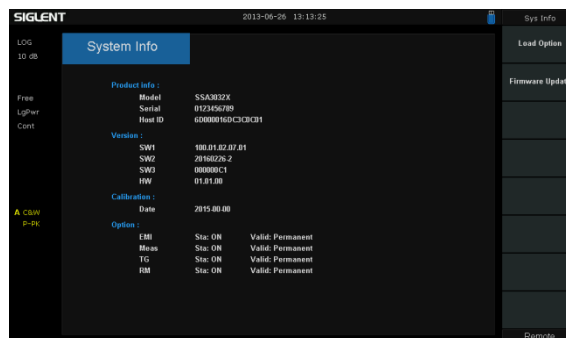 SIGLENT 2013-06-26 13:13:25 Sys Info
LOG
10 dB
Free
LgPwr
Cont
A C&W
P-PK
System Info
Product info :
Model SSA3032X
Serial 0123456789
Host ID
Version :
SW1 100.01.02.07.01
SW2 20160226-2
SW3 000000C1
HW 01.01.00
Calibration :
Date 2015-00-00
Option :
EMI Sta: ON Valid: Permanent
Meas Sta: ON Valid: Permanent
TG Sta: ON Valid: Permanent
RM Sta: ON Valid: Permanent
Load Option
Firmware Updat
Remote